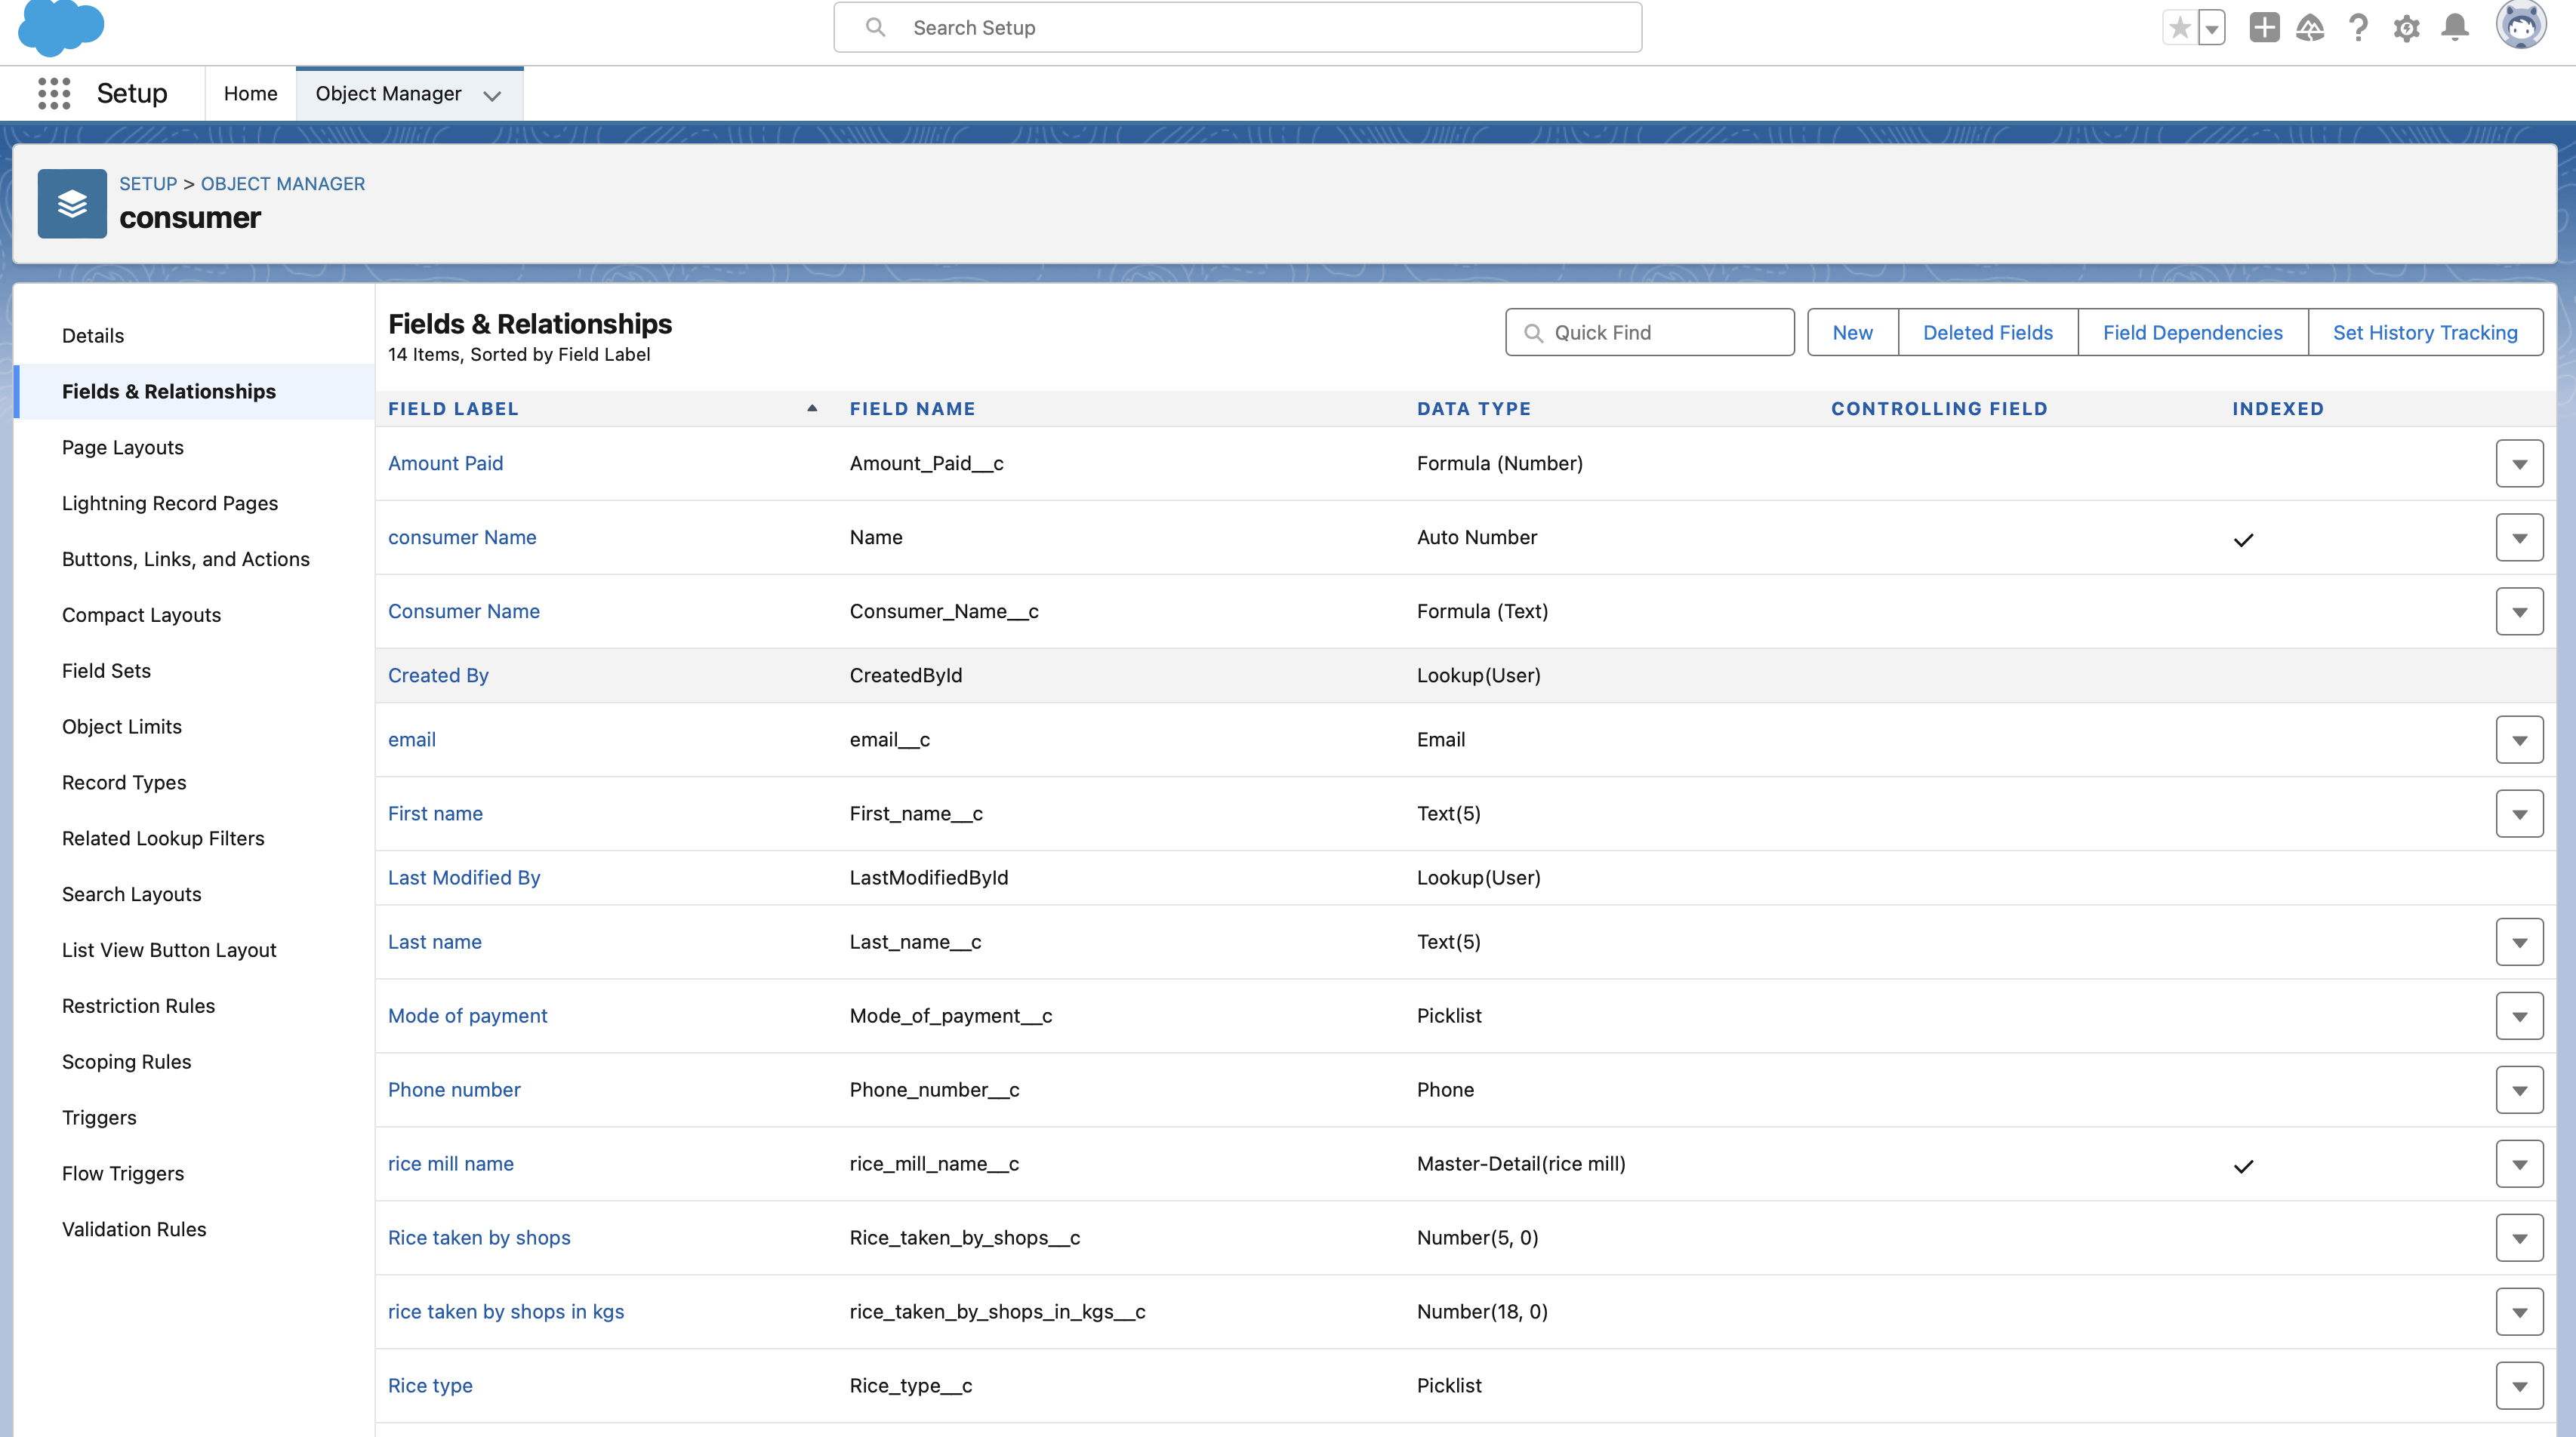 Search Setup
Setup
Home
Object Manager
SETUP > OBJECT MANAGER
consumer
Details
Fields & Relationships
Page Layouts
Lightning Record Pages
Buttons, Links, and Actions
Compact Layouts
Field Sets
Object Limits
Record Types
Related Lookup Filters
Search Layouts
List View Button Layout
Restriction Rules
Scoping Rules
Triggers
Flow Triggers
Validation Rules
Fields & Relationships
14 Items, Sorted by Field Label
Quick Find
New
Deleted Fields
Field Dependencies
Set History Tracking
FIELD LABEL FIELD NAME DATA TYPE CONTROLLING FIELD INDEXED
Amount Paid Amount_Paid__c Formula (Number)
consumer Name Name Auto Number
Consumer Name Consumer_Name__c Formula (Text)
Created By CreatedById Lookup(User)
email email__c Email
First name First_name__c Text(5)
Last Modified By LastModifiedById Lookup(User)
Last name Last_name__c Text(5)
Mode of payment Mode_of_payment__c Picklist
Phone number Phone_number__c Phone
rice mill name rice_mill_name__c Master-Detail(rice mill)
Rice taken by shops Rice_taken_by_shops__c Number(5, 0)
rice taken by shops in kgs rice_taken_by_shops_in_kgs__c Number(18, 0)
Rice type Rice_type__c Picklist